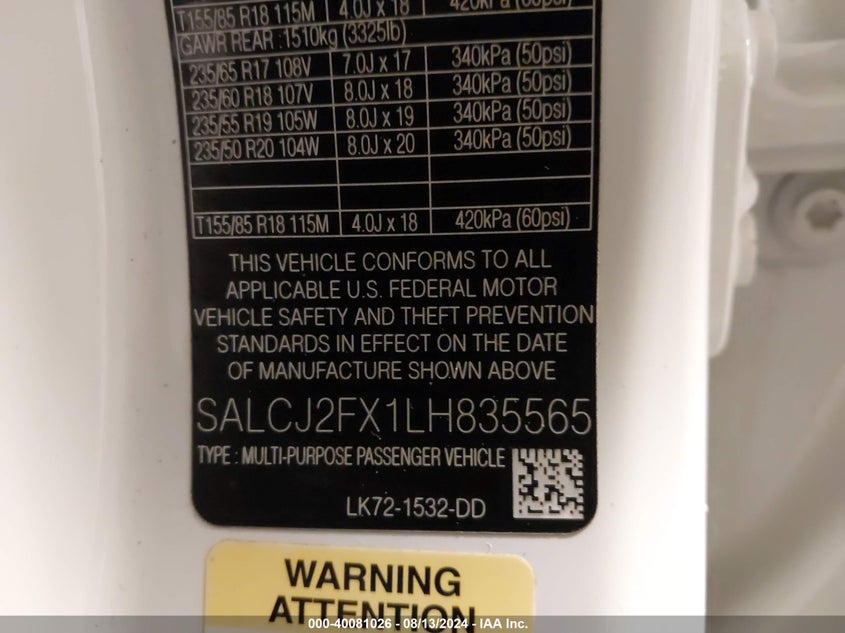 T155/85 R18 115M 4.0J x 18 420kPa (60psi)
GAWR REAR : 1510kg (3325lb)
235/65 R17 108V 7.0J x 17 340kPa (50psi)
235/60 R18 107V 8.0J x 18 340kPa (50psi)
235/55 R19 105W 8.0J x 19 340kPa (50psi)
235/50 R20 104W 8.0J x 20 340kPa (50psi)
T155/85 R18 115M 4.0J x 18 420kPa (60psi)
THIS VEHICLE CONFORMS TO ALL
APPLICABLE U.S. FEDERAL MOTOR
VEHICLE SAFETY AND THEFT PREVENTION
STANDARDS IN EFFECT ON THE DATE
OF MANUFACTURE SHOWN ABOVE
SALCJ2FX1LH835565
TYPE : MULTI-PURPOSE PASSENGER VEHICLE
LK72-1532-DD
WARNING
ATTENTION
000-40081026 - 08/13/2024 - IAA Inc.